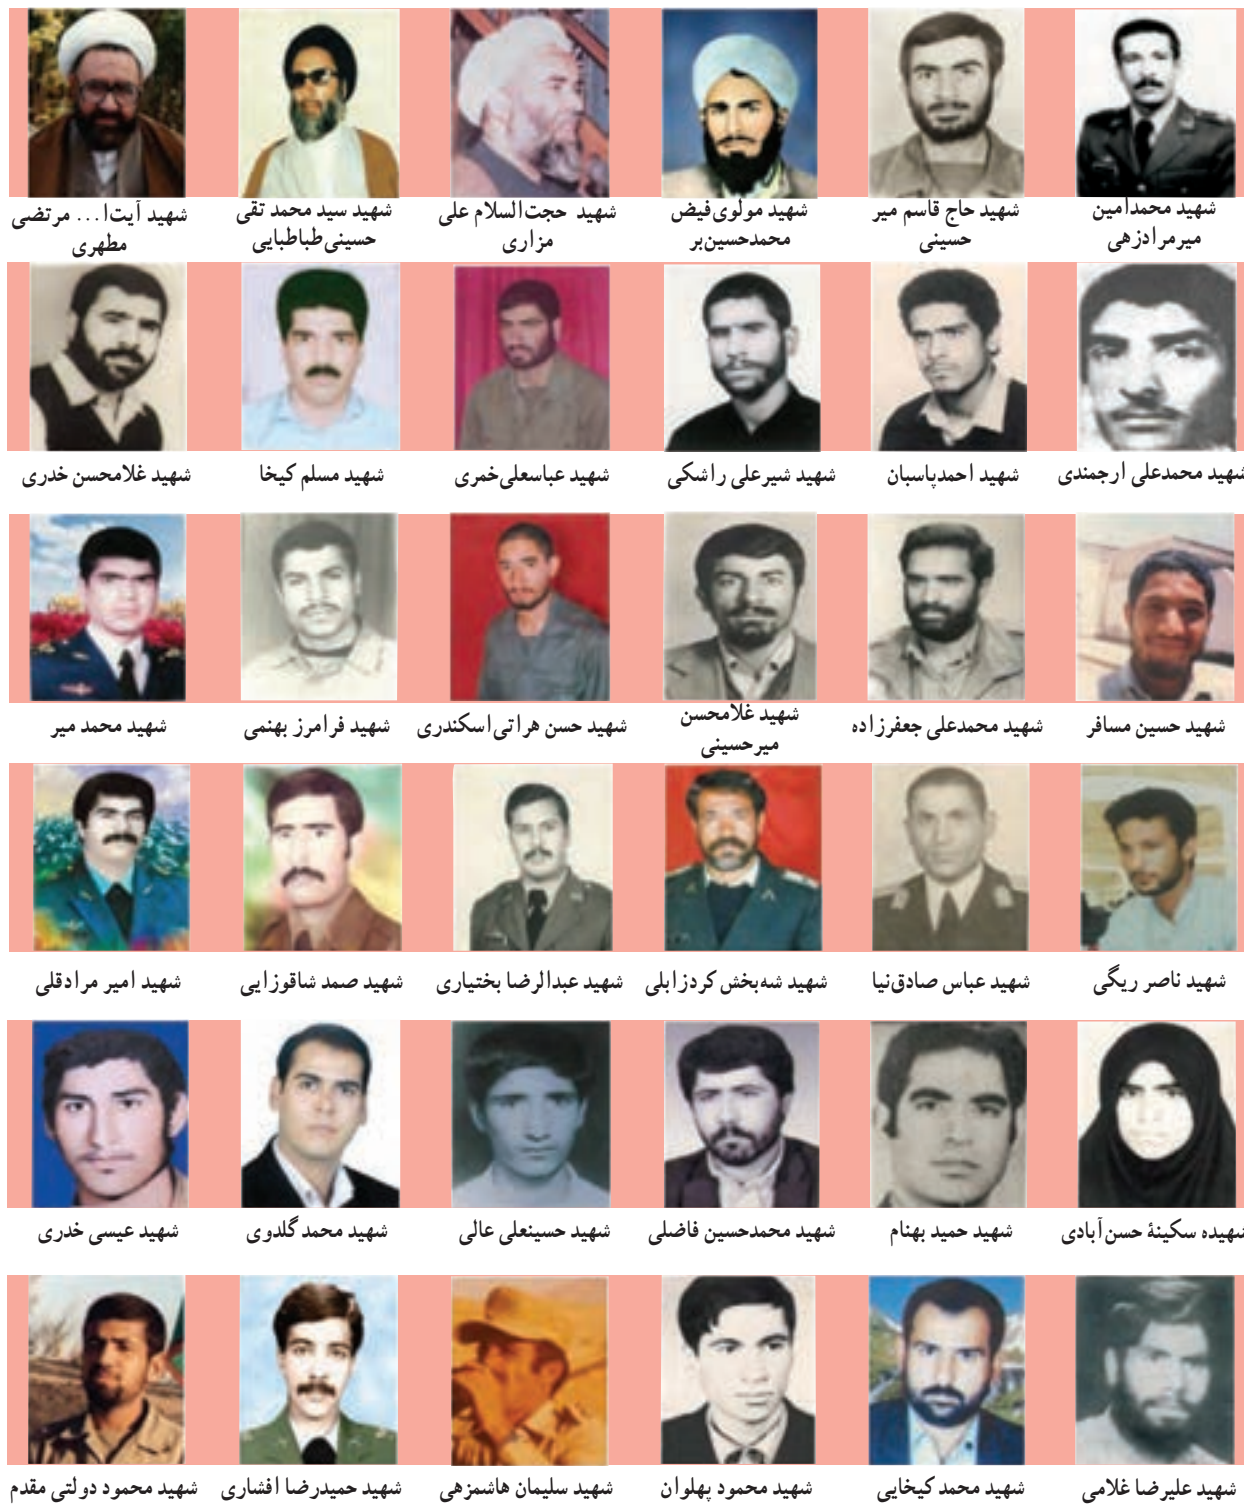 شهید محمدامین میرمرادزهی
شهید حاج قاسم میر حسینی
شهید مولوی‌فیض محمدحسین‌بر
شهید حجت‌السلام علی مزاری
شهید سید محمد تقی حسینی‌طباطبایی
شهید آیت‌ا... مرتضی مطهری
شهید محمدعلی ارجمندی
شهید احمدپاسبان
شهید شیرعلی راشکی
شهید عباسعلی‌خمری
شهید مسلم کیخا
شهید غلامحسن خدری
شهید حسین مسافر
شهید محمدعلی جعفرزاده
شهید غلامحسن میرحسینی
شهید حسن هراتی‌اسکندری
شهید فرامرز بهنمی
شهید محمد میر
شهید ناصر ریگی
شهید عباس صادق‌نیا
شهید شه‌بخش کردزابلی
شهید عبدالرضا بختیاری
شهید صمد شاقوزایی
شهید امیر مرادقلی
شهیده سکینهٔ حسن‌آبادی
شهید حمید بهنام
شهید محمدحسین فاضلی
شهید حسینعلی عالی
شهید محمد گلدوی
شهید عیسی خدری
شهید علیرضا غلامی
شهید محمد کیخایی
شهید محمود پهلوان
شهید سلیمان هاشمزهی
شهید حمیدرضا افشاری
شهید محمود دولتی مقدم